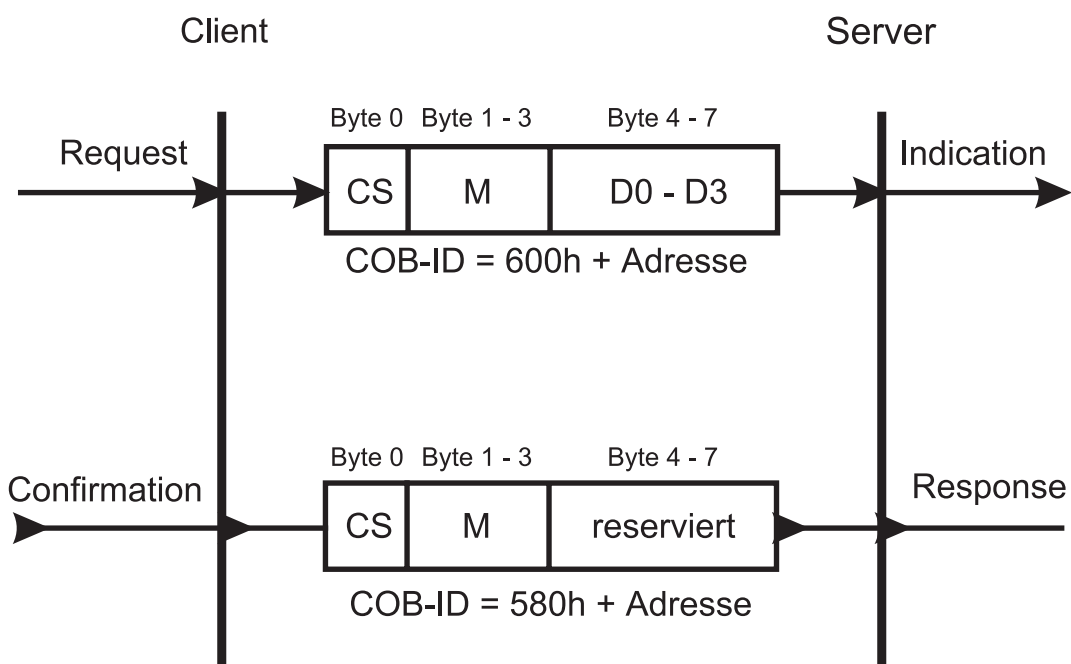 Client
Server
Byte 0 Byte 1 - 3 Byte 4 - 7
Request
Indication
CS M D0 - D3
COB-ID = 600h + Adresse
Byte 0 Byte 1 - 3 Byte 4 - 7
Confirmation
Response
CS M reserviert
COB-ID = 580h + Adresse